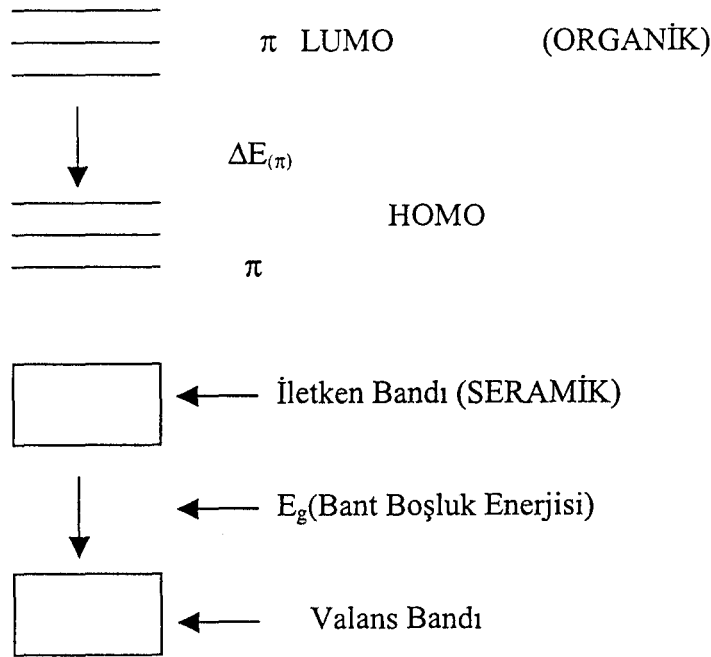 π LUMO (ORGANİK)
ΔE(π)
HOMO
π
İletken Bandı (SERAMİK)
Eg(Bant Boşluk Enerjisi)
Valans Bandı